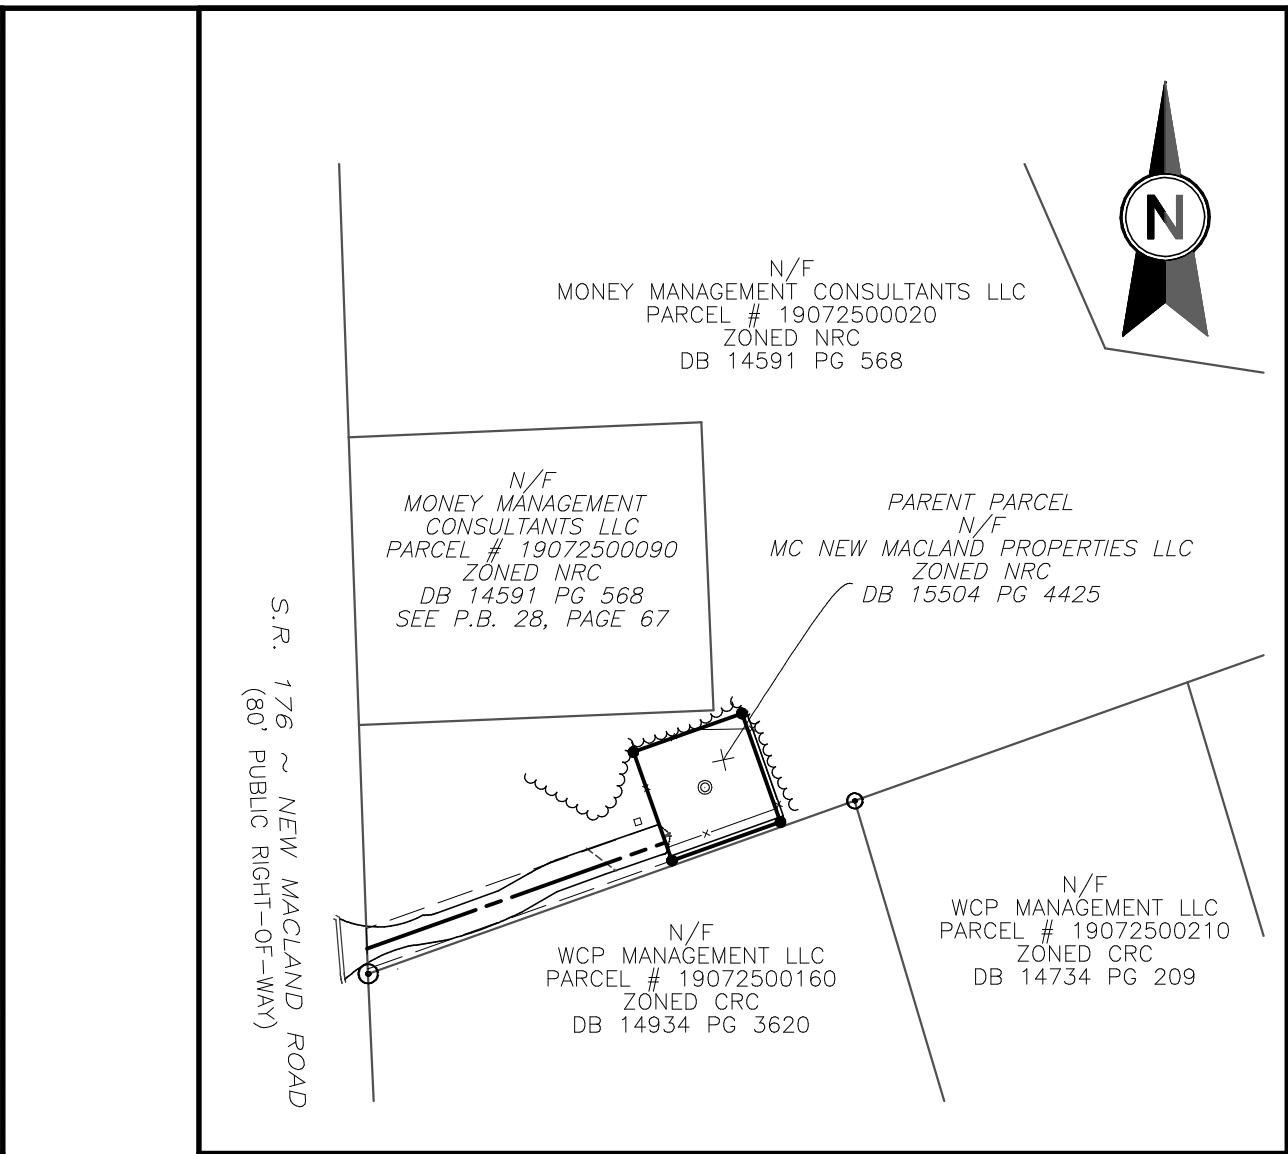 N
N/F
MONEY MANAGEMENT CONSULTANTS LLC
PARCEL # 19072500020
ZONED NRC
DB 14591 PG 568
N/F
MONEY MANAGEMENT
CONSULTANTS LLC
PARCEL # 19072500090
ZONED NRC
DB 14591 PG 568
SEE P.B. 28, PAGE 67
PARENT PARCEL
N/F
MC NEW MACLAND PROPERTIES LLC
ZONED NRC
DB 15504 PG 4425
S.R. 176 ~ NEW MACLAND ROAD
(80' PUBLIC RIGHT-OF-WAY)
N/F
WCP MANAGEMENT LLC
PARCEL # 19072500160
ZONED CRC
DB 14934 PG 3620
N/F
WCP MANAGEMENT LLC
PARCEL # 19072500210
ZONED CRC
DB 14734 PG 209